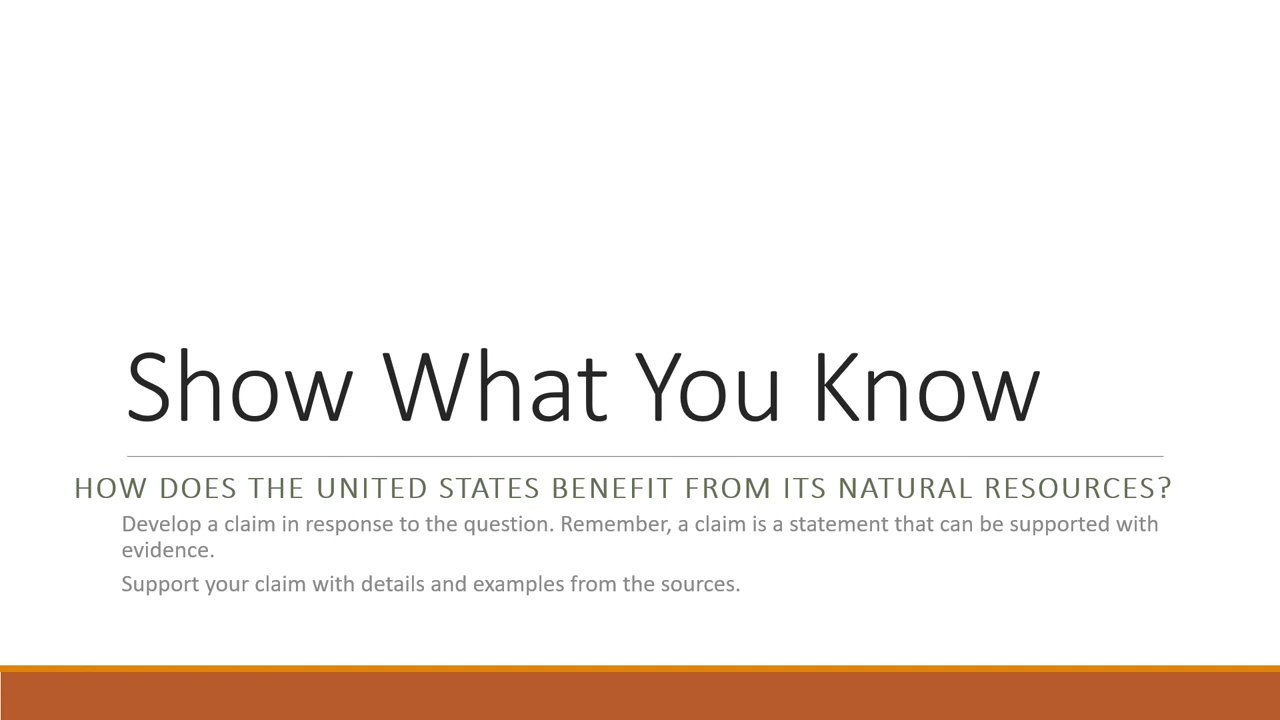 Show What You Know
HOW DOES THE UNITED STATES BENEFIT FROM ITS NATURAL RESOURCES?
Develop a claim in response to the question. Remember, a claim is a statement that can be supported with
evidence.
Support your claim with details and examples from the sources.